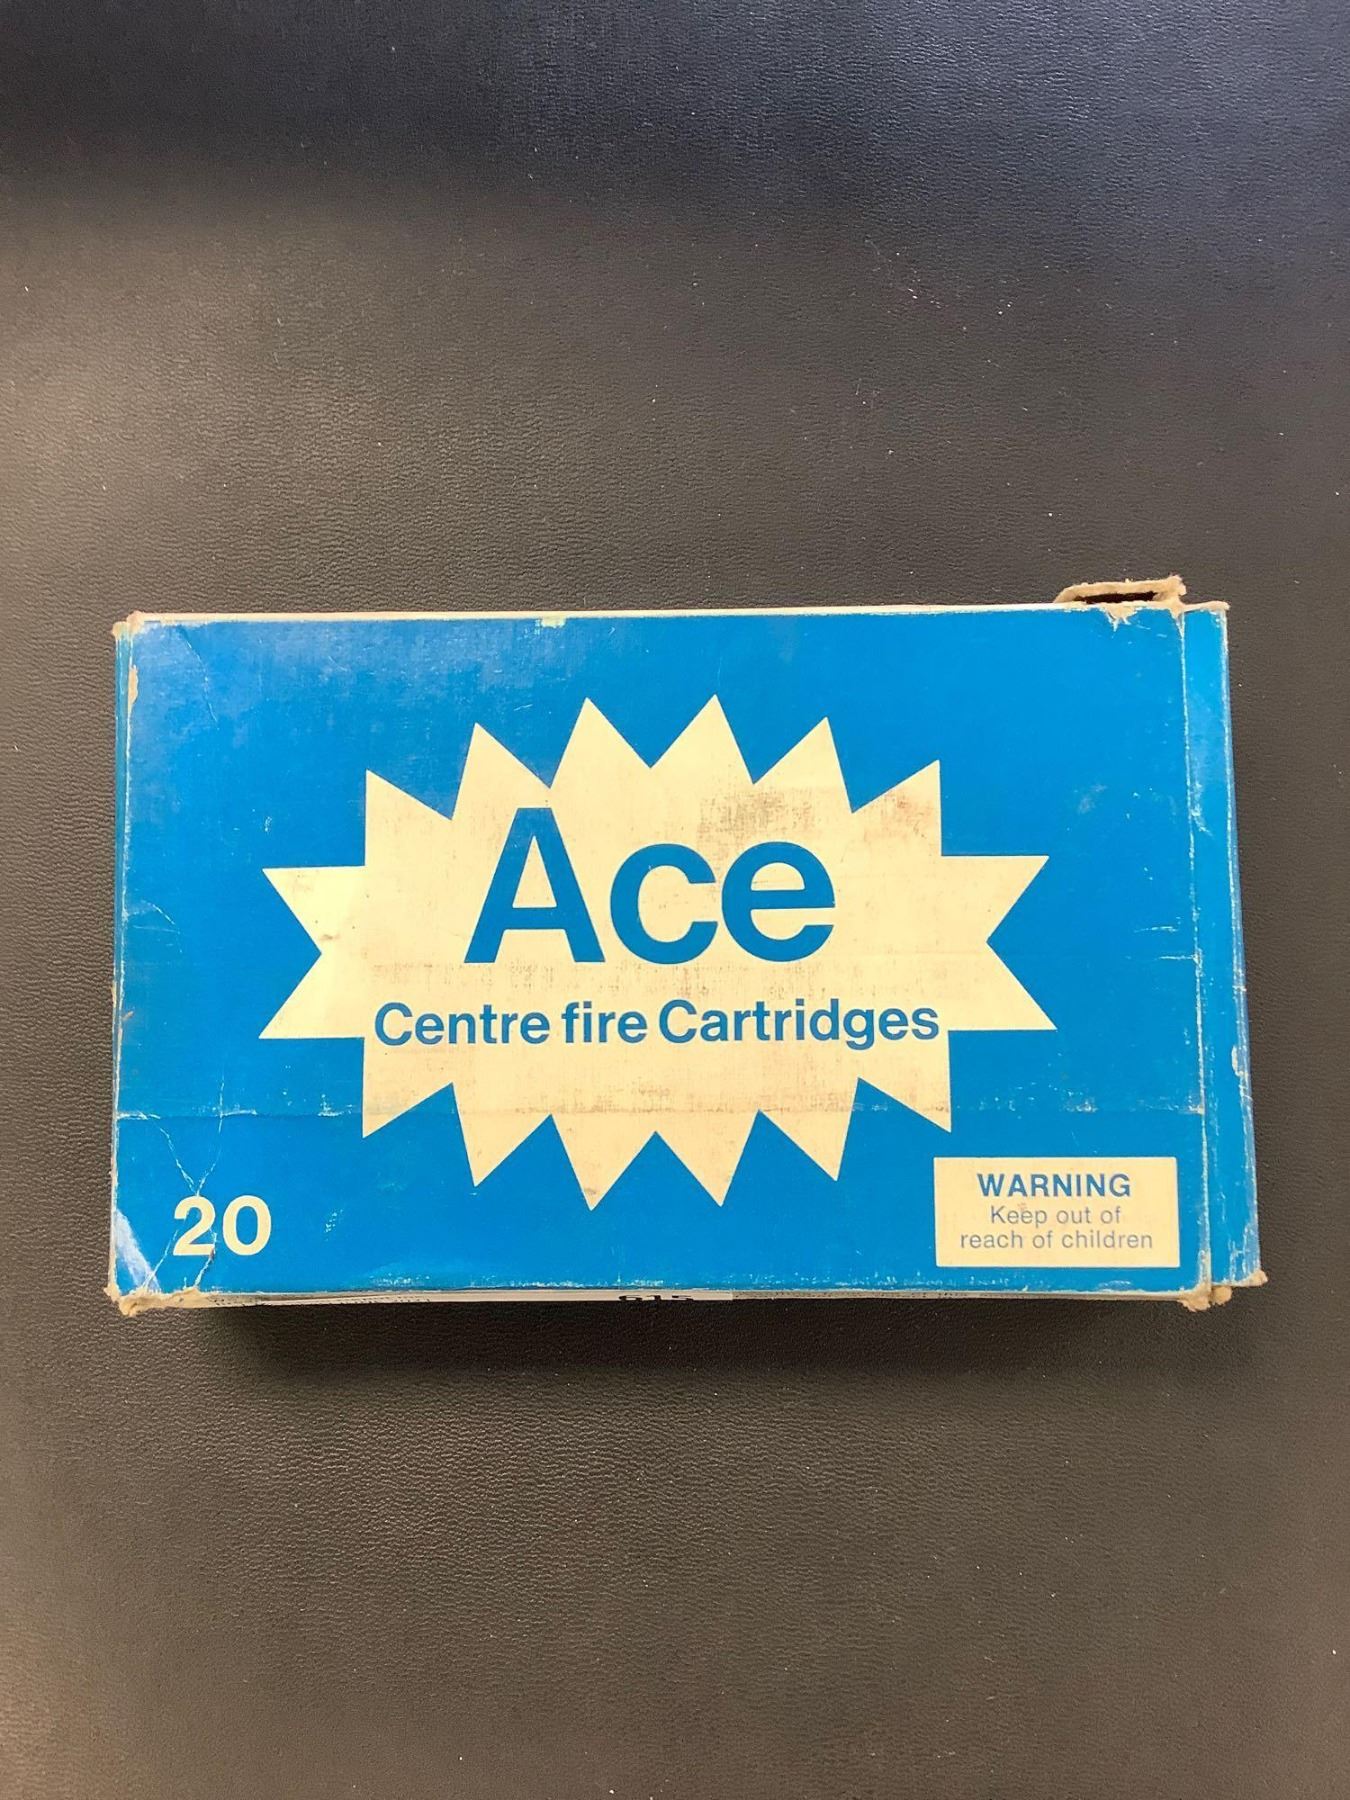 Ace
Centre fire Cartridges
20
WARNING
Keep out of
reach of children